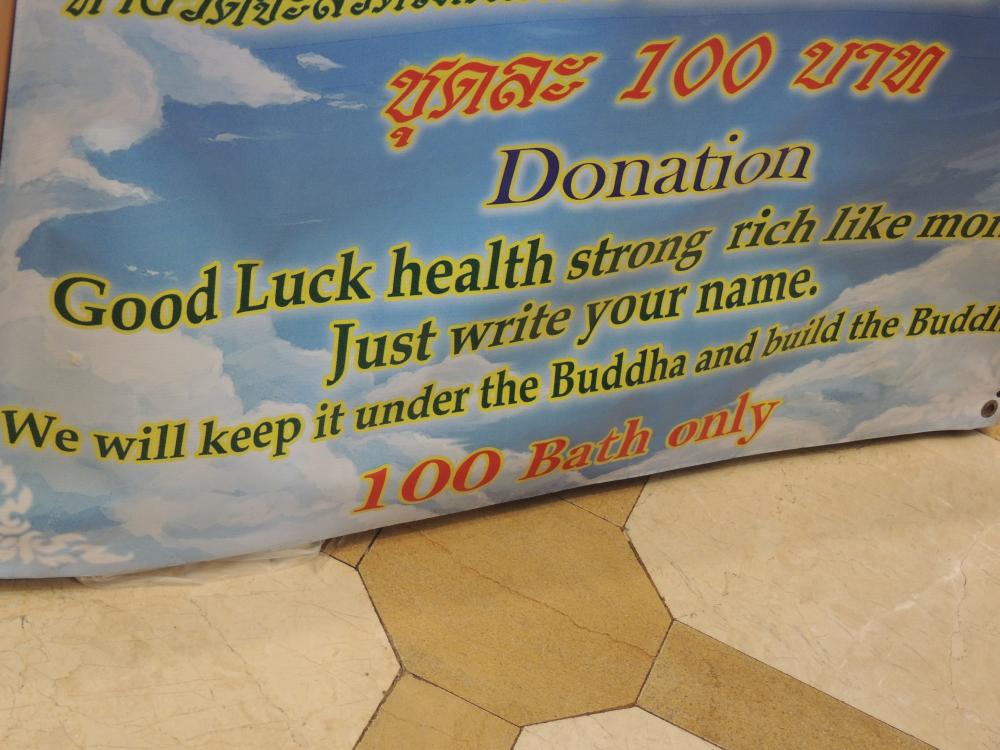 ชุดละ 100 บาท
Donation
Good Luck health strong rich like
Just write your name.
We will keep it under the Buddha and build the
100 Bath only